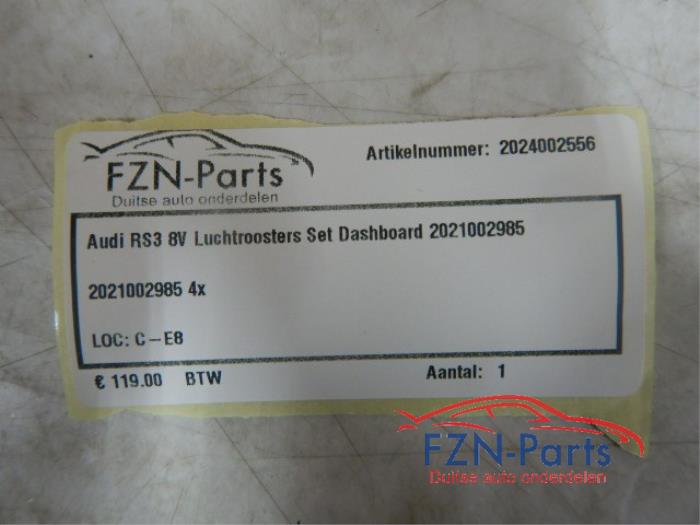 FZN-Parts
Duitse auto onderdelen
Artikelnummer: 2024002556
Audi RS3 8V Luchtroosters Set Dashboard 2021002985
2021002985 4x
LOC: C-E8
€ 119.00 BTW
Aantal: 1
FZN-Parts
Duitse auto onderdelen